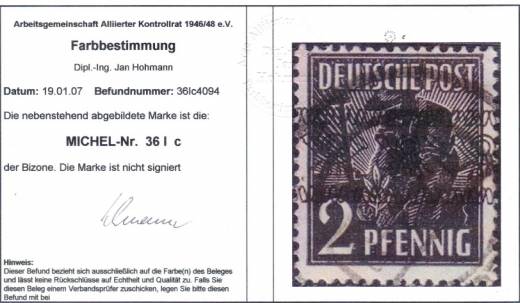 Arbeitsgemeinschaft Alliierter Kontrollrat 1946/48 e.V.
Farbbestimmung
Dipl.-Ing. Jan Hohmann
Datum: 19.01.07 Befundnummer: 36Ic4094
Die nebenstehend abgebildete Marke ist die:
MICHEL-Nr. 36 I c
der Bizone. Die Marke ist nicht signiert
Hinweis:
Dieser Befund bezieht sich ausschließlich auf die Farbe(n) des Beleges
und lässt keine Rückschlüsse auf Echtheit und Qualität zu. Falls Sie
diesen Beleg einem Verbandsprüfer zuschicken, legen Sie bitte diesen
Befund mit bei
DEUTSCHE POST
2 PFENNIG